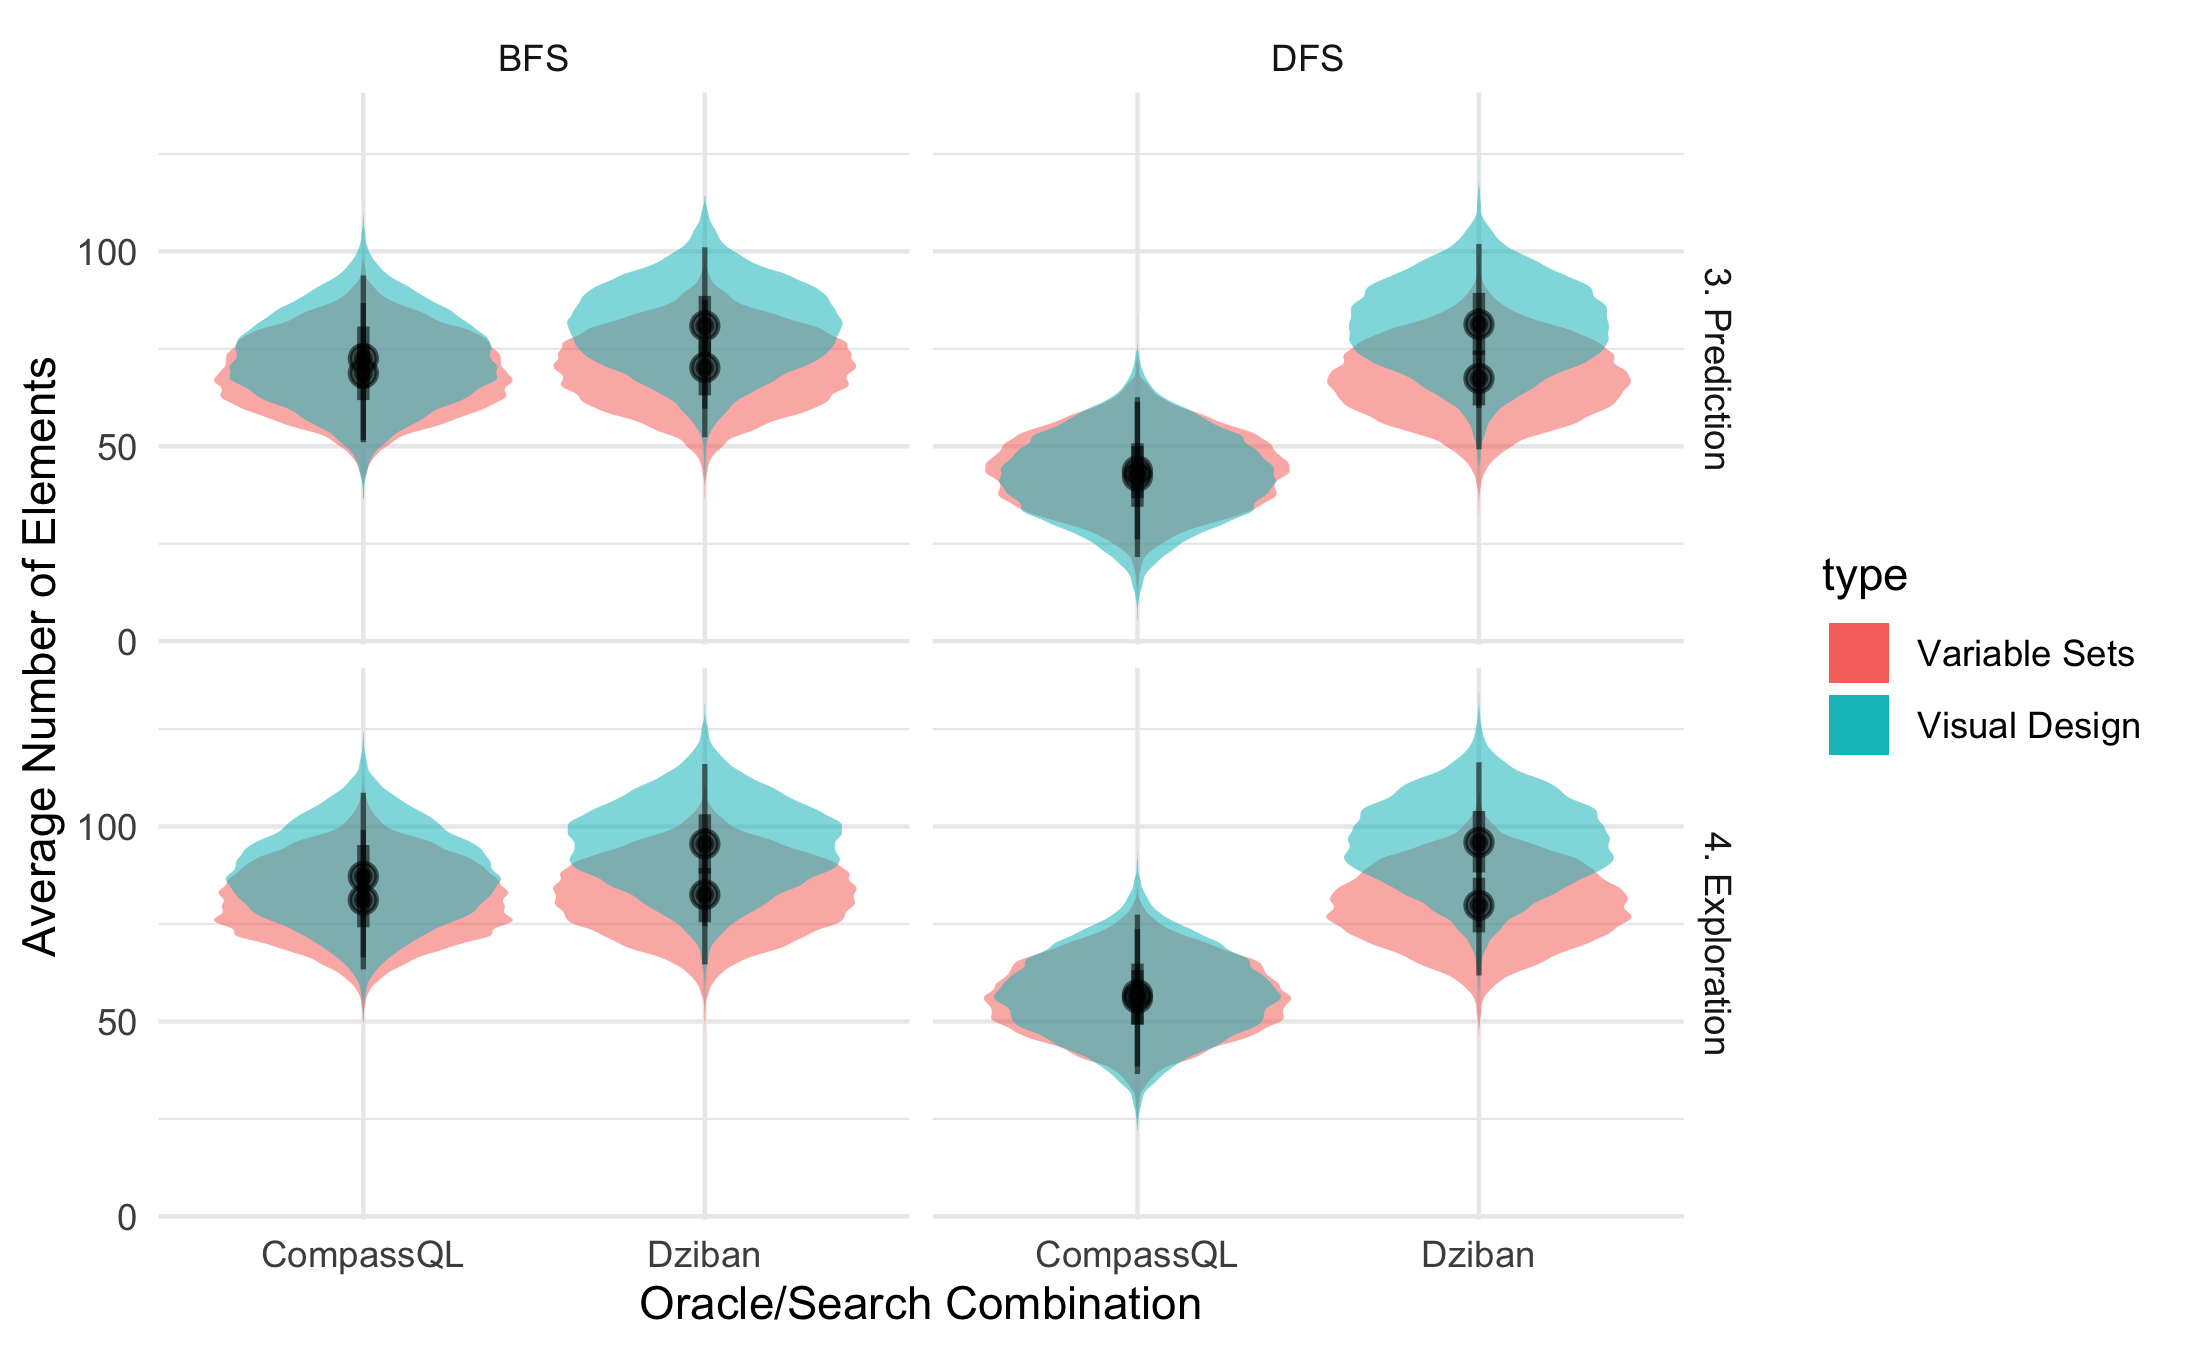 BFS
DFS
100
50
0
3. Prediction
100
50
0
4. Exploration
Average Number of Elements
CompassQL
Dziban
CompassQL
Dziban
Oracle/Search Combination
type
Variable Sets
Visual Design